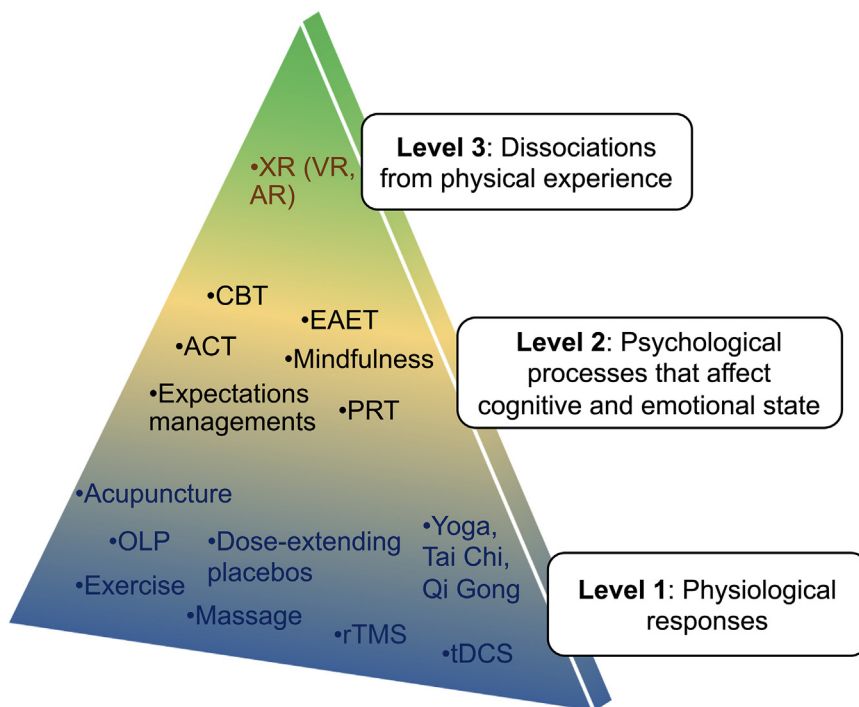 Level 3: Dissociations
from physical experience
•XR (VR,
AR)
•CBT
•EAET
•ACT
•Mindfulness
•Expectations
managements
•PRT
Level 2: Psychological
processes that affect
cognitive and emotional state
•Acupuncture
•OLP
•Dose-extending
placebos
•Yoga,
Tai Chi,
Qi Gong
•Exercise
•Massage
•rTMS
•tDCS
Level 1: Physiological
responses